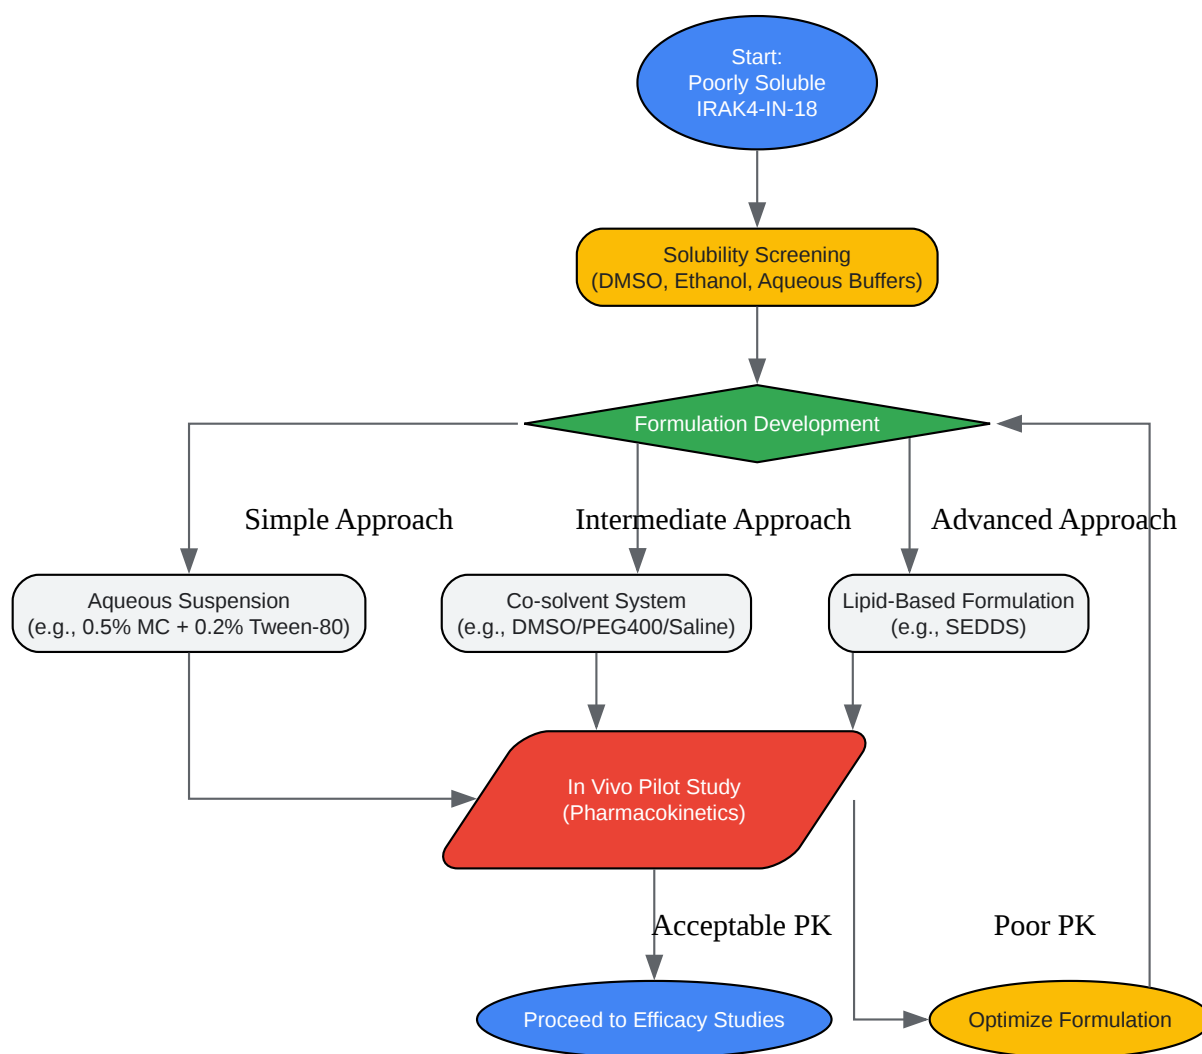 Start:
Poorly Soluble
IRAK4-IN-18
Solubility Screening
(DMSO, Ethanol, Aqueous Buffers)
Formulation Development
Simple Approach
Intermediate Approach
Advanced Approach
Aqueous Suspension
(e.g., 0.5% MC + 0.2% Tween-80)
Co-solvent System
(e.g., DMSO/PEG400/Saline)
Lipid-Based Formulation
(e.g., SEDDS)
In Vivo Pilot Study
(Pharmacokinetics)
Acceptable PK
Poor PK
Proceed to Efficacy Studies
Optimize Formulation